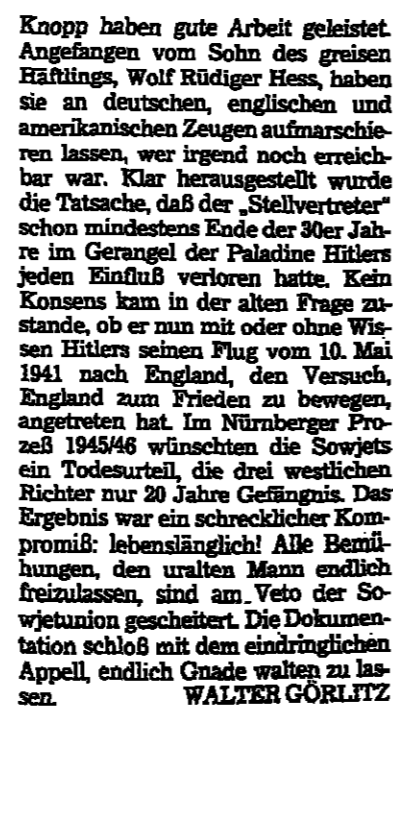 Knopp haben gute Arbeit geleistet.
Angefangen vom Sohn des greisen
Häftlings, Wolf Rüdiger Hess, haben
sie an deutschen, englischen und
amerikanischen Zeugen aufmarschie-
ren lassen, wer irgend noch erreich-
bar war. Klar herausgestellt wurde
die Tatsache, daß der „Stellvertreter“
schon mindestens Ende der 30er Jah-
re im Gerangel der Paladine Hitlers
jeden Einfluß verloren hatte. Kein
Konsens kam in der alten Frage zu-
stande, ob er nun mit oder ohne Wis-
sen Hitlers seinen Flug vom 10. Mai
1941 nach England, den Versuch,
England zum Frieden zu bewegen,
angetreten hat. Im Nürnberger Pro-
zeß 1945/46 wünschten die Sowjets
ein Todesurteil, die drei westlichen
Richter nur 20 Jahre Gefängnis. Das
Ergebnis war ein schrecklicher Kom-
promiß: lebenslänglich! Alle Bemü-
hungen, den uralten Mann endlich
freizulassen, sind am Veto der So-
wjetunion gescheitert. Die Dokumen-
tation schloß mit dem eindringlichen
Appell, endlich Gnade walten zu las-
sen. WALTER GÖRLITZ